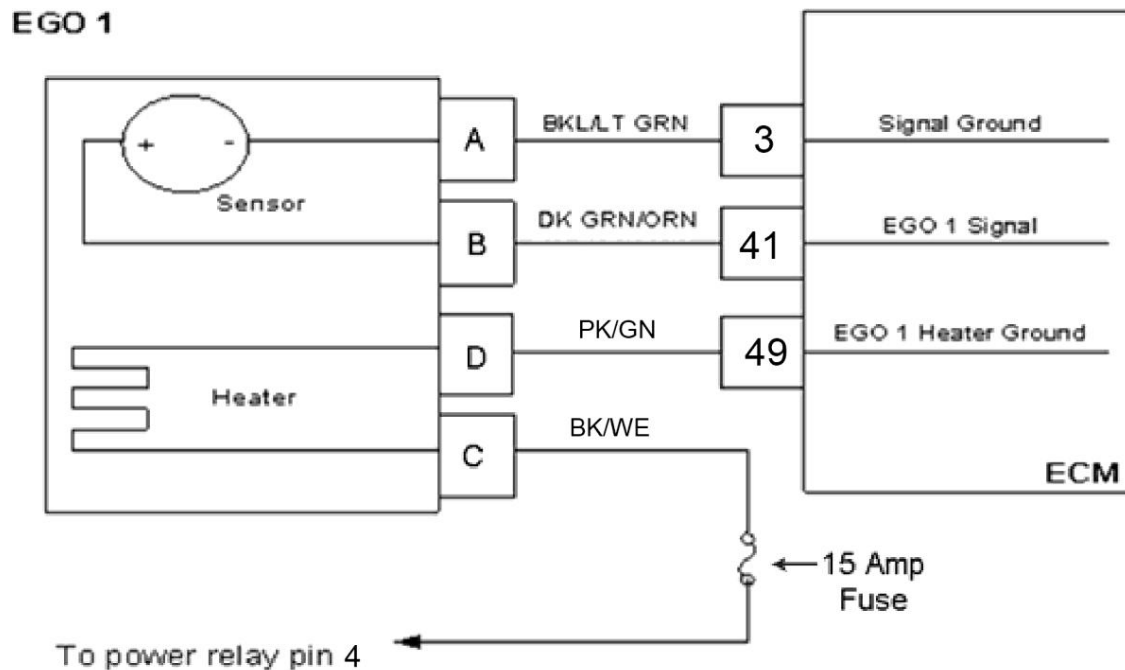 EGO 1
A
BKL/LT GRN
3
Signal Ground
+
-
Sensor
B
DK GRN/ORN
41
EGO 1 Signal
D
PK/GN
49
EGO 1 Heater Ground
Heater
C
BK/WE
ECM
15 Amp
Fuse
To power relay pin 4